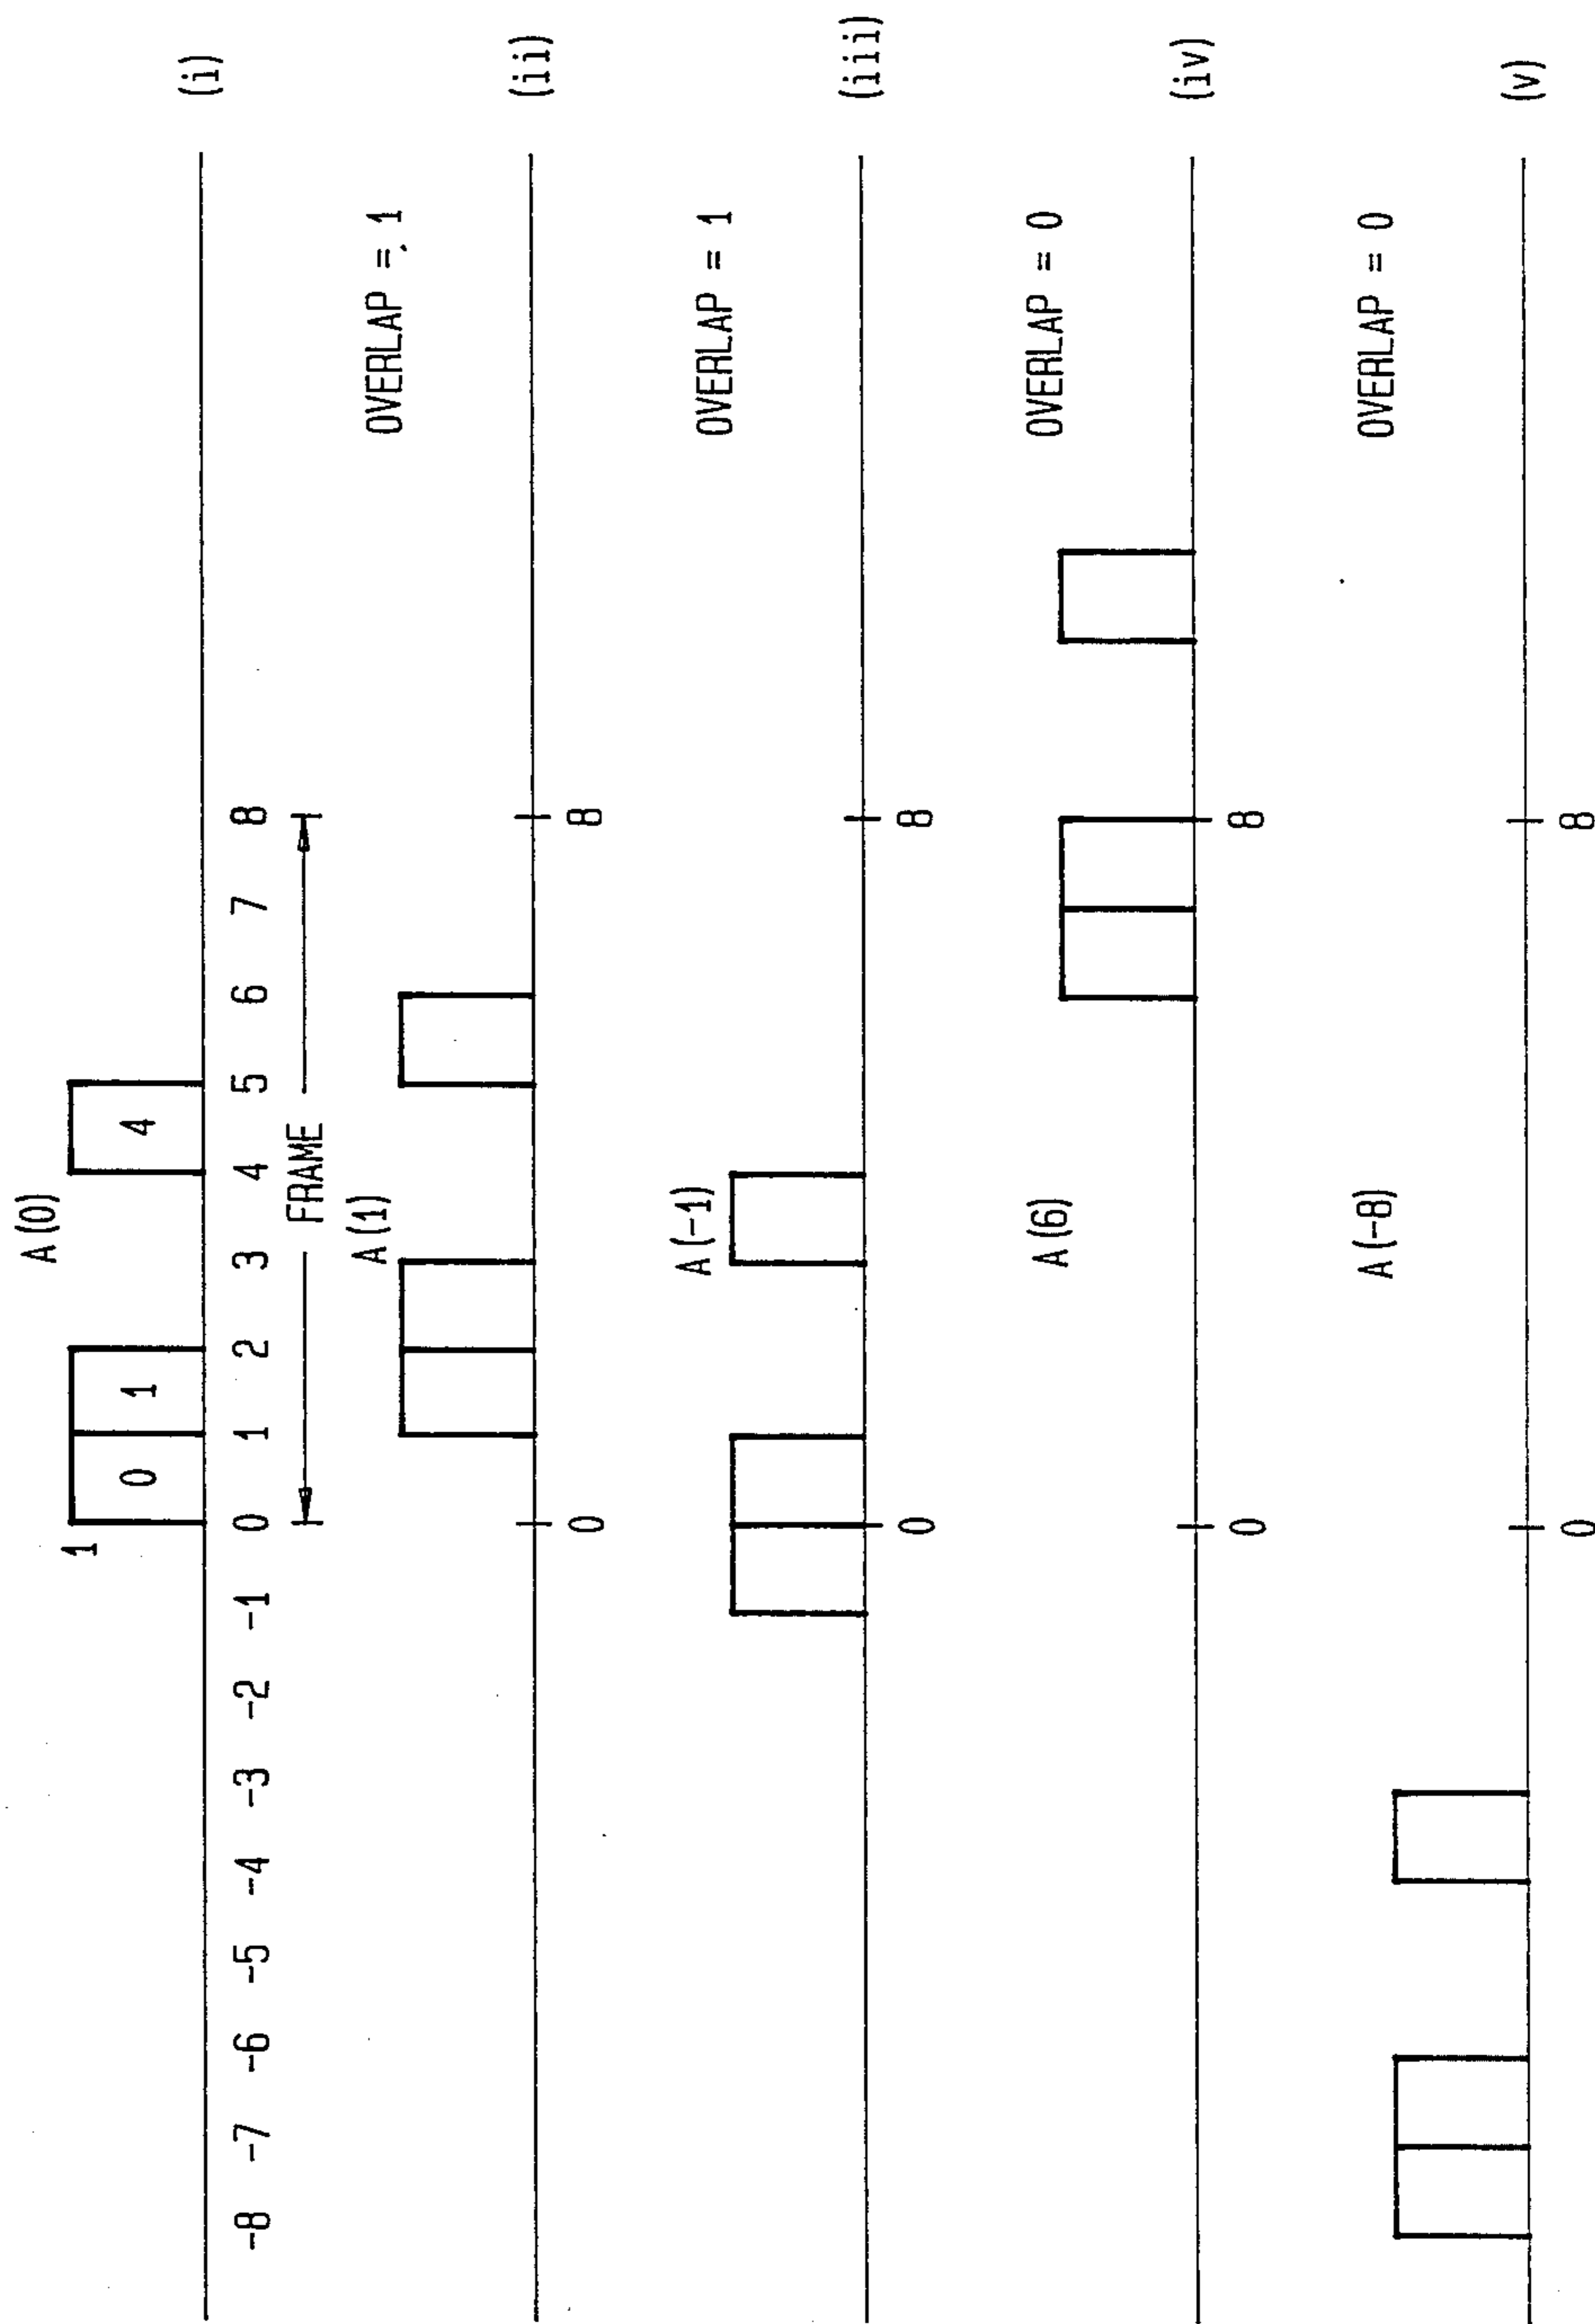 A(0)
1 0 1 4 (i)
-8 -7 -6 -5 -4 -3 -2 -1 0 1 2 3 4 5 6 7 8
FRAME
A(1) OVERLAP = 1
(ii)
0 8
A(-1) OVERLAP = 1
(iii)
0 8
A(6) OVERLAP = 0
(iv)
0 8
A(-8) OVERLAP = 0
(v)
0 8